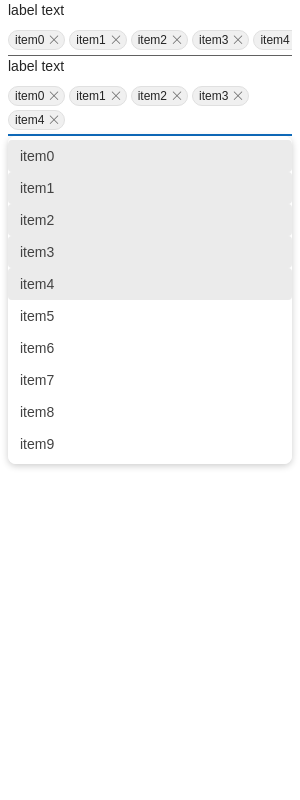 label text
item0 item1 item2 item3 item4
label text
item0 item1 item2 item3
item4
item0
item1
item2
item3
item4
item5
item6
item7
item8
item9